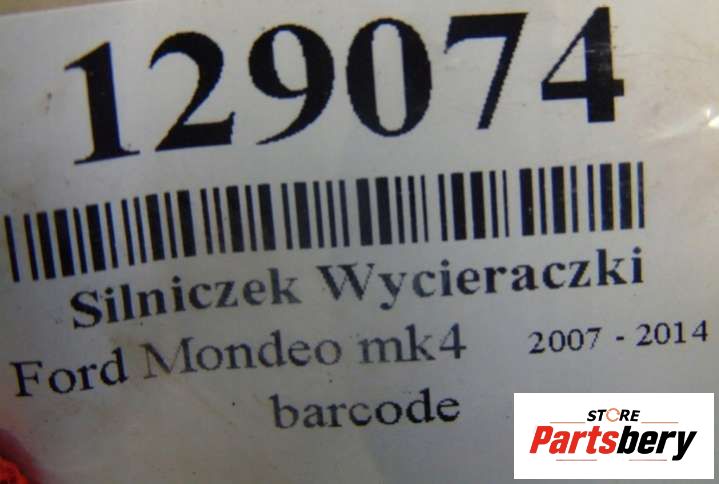 129074
Silniczek Wycieraczki
Ford Mondeo mk4 2007 - 2014
barcode
STORE
Partsbery